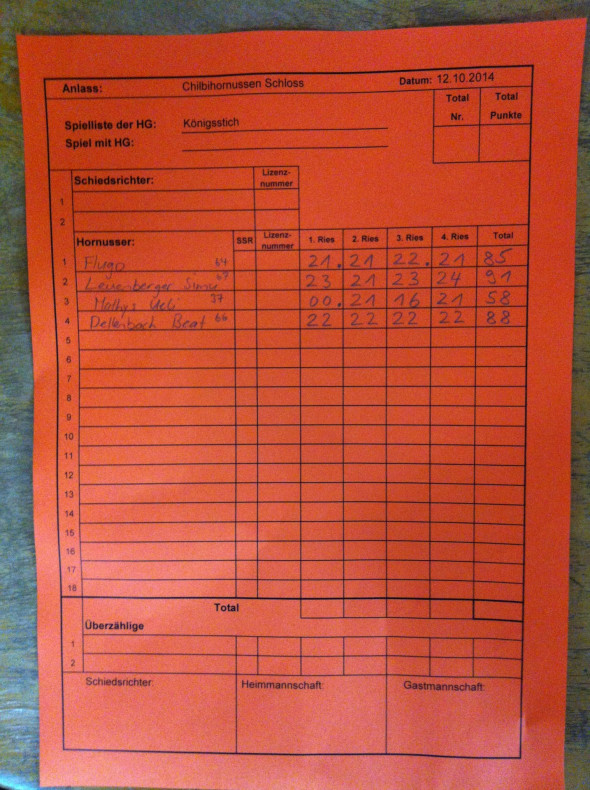 Anlass: Chilbihornussen Schloss Datum: 12.10.2014
Total Total
Nr. Punkte
Spielliste der HG: Königsstich
Spiel mit HG:
Schiedsrichter: Lizenz-
nummer
1
2
Hornusser: SSR Lizenz-
nummer 1. Ries 2. Ries 3. Ries 4. Ries Total
1 Flugo 64 21. 21 22. 21 85
2 Leuenberger Simu 23 21 23 24 91
3 Mathys Ueli 37 00. 21 16 21 58
4 Dellenbach Beat 66 22 22 22 22 88
5
6
7
8
9
10
11
12
13
14
15
16
17
18
Total
Überzählige
1
2
Schiedsrichter: Heimmannschaft: Gastmannschaft: